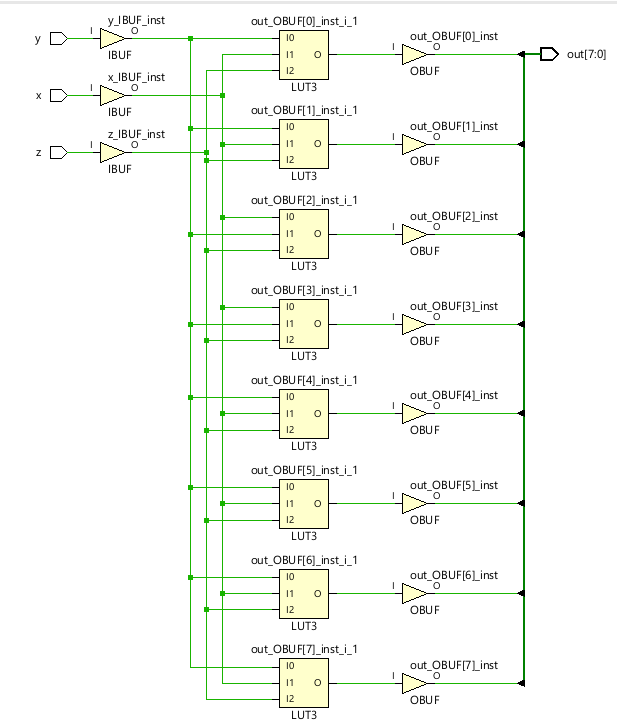 y I y_IBUF_inst O IBUF
x I x_IBUF_inst O IBUF
z I z_IBUF_inst O IBUF
out_OBUF[0]_inst_i_1
I0
I1 O
I2
LUT3
out_OBUF[0]_inst
I O
OBUF
out[7:0]
out_OBUF[1]_inst_i_1
I0
I1 O
I2
LUT3
out_OBUF[1]_inst
I O
OBUF
out_OBUF[2]_inst_i_1
I0
I1 O
I2
LUT3
out_OBUF[2]_inst
I O
OBUF
out_OBUF[3]_inst_i_1
I0
I1 O
I2
LUT3
out_OBUF[3]_inst
I O
OBUF
out_OBUF[4]_inst_i_1
I0
I1 O
I2
LUT3
out_OBUF[4]_inst
I O
OBUF
out_OBUF[5]_inst_i_1
I0
I1 O
I2
LUT3
out_OBUF[5]_inst
I O
OBUF
out_OBUF[6]_inst_i_1
I0
I1 O
I2
LUT3
out_OBUF[6]_inst
I O
OBUF
out_OBUF[7]_inst_i_1
I0
I1 O
I2
LUT3
out_OBUF[7]_inst
I O
OBUF